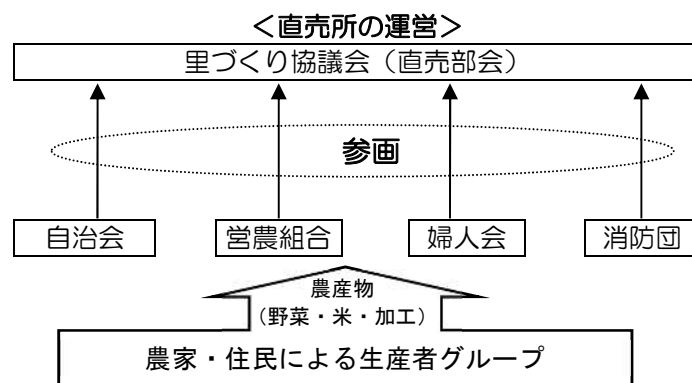 ＜直売所の運営＞
里づくり協議会（直売部会）
参画
自治会
営農組合
婦人会
消防団
農産物
（野菜・米・加工）
農家・住民による生産者グループ